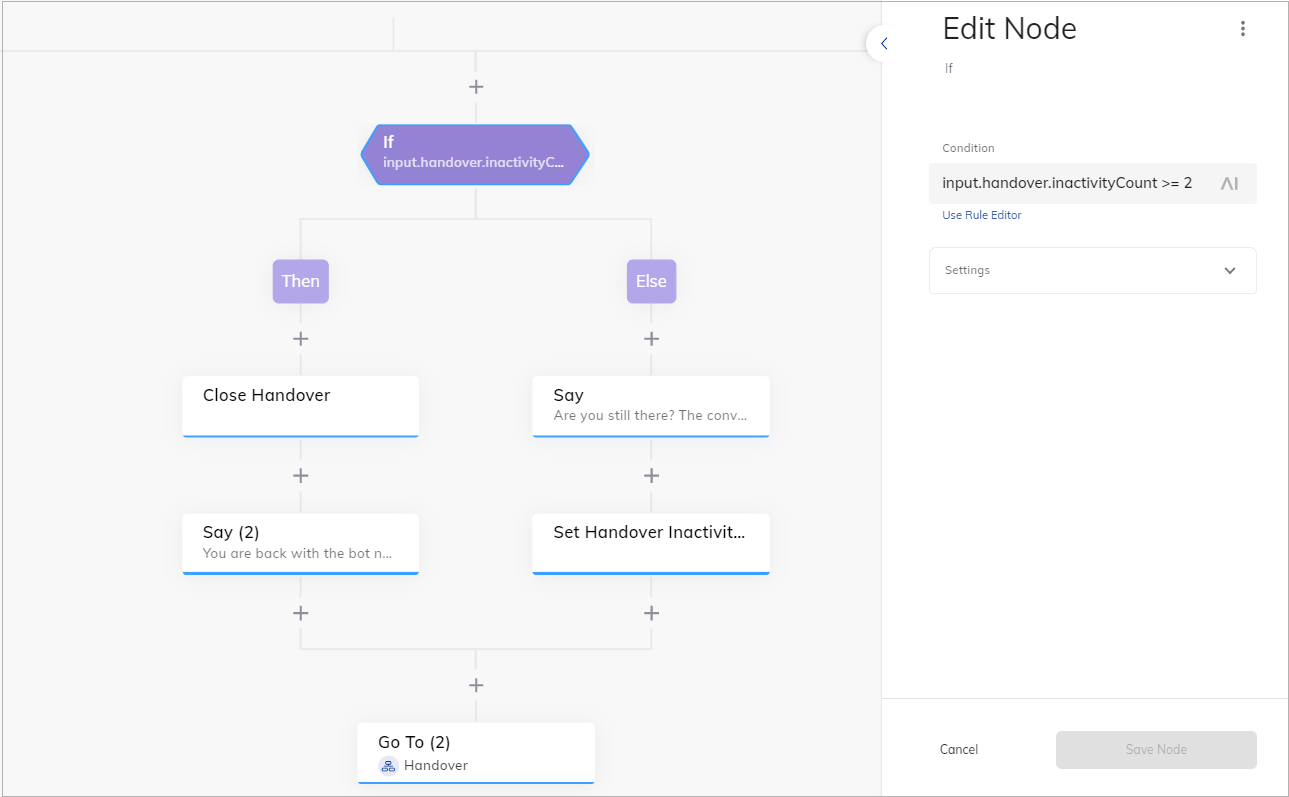 If
input.handover.inactivityC...
Then
Else
Close Handover
Say
Are you still there? The conv...
Say (2)
You are back with the bot n...
Set Handover Inactivit...
Go To (2)
Handover
Edit Node
If
Condition
input.handover.inactivityCount >= 2
AI
Use Rule Editor
Settings
Cancel
Save Node